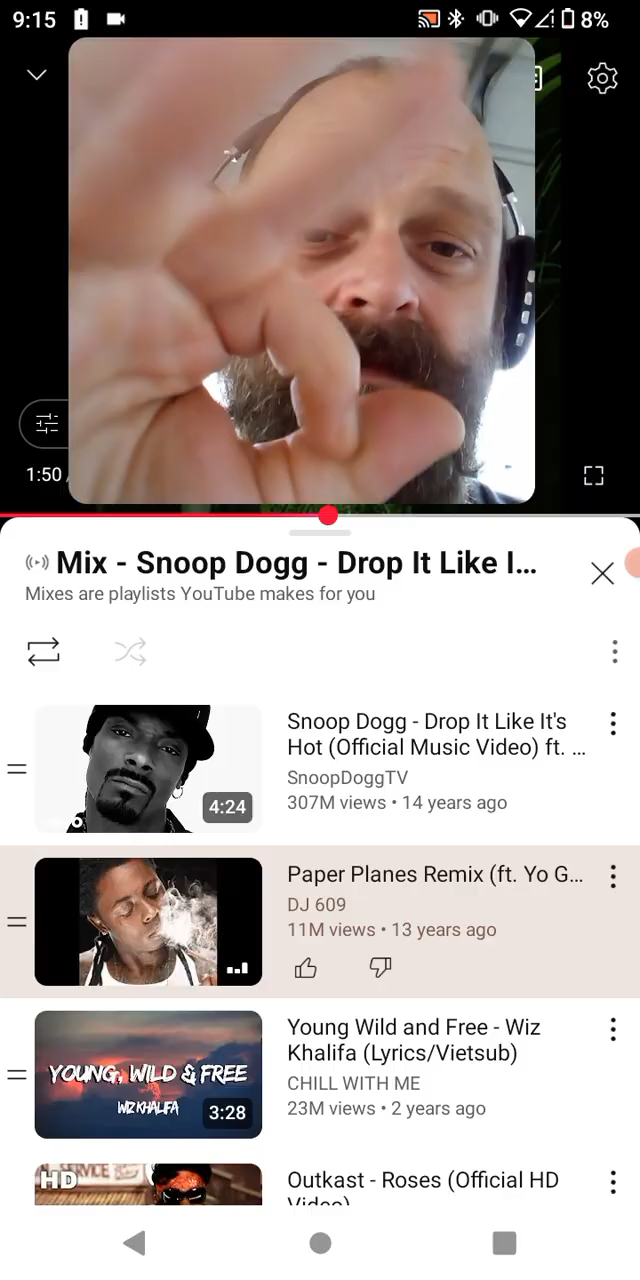 9:15
8%
1:50
Mix - Snoop Dogg - Drop It Like I...
Mixes are playlists YouTube makes for you
Snoop Dogg - Drop It Like It's
Hot (Official Music Video) ft. ...
SnoopDoggTV
307M views • 14 years ago
4:24
Paper Planes Remix (ft. Yo G...
DJ 609
11M views • 13 years ago
Young Wild and Free - Wiz
Khalifa (Lyrics/Vietsub)
CHILL WITH ME
23M views • 2 years ago
YOUNG, WILD & FREE
WIZ KHALIFA
3:28
HD
SERVICE
Outkast - Roses (Official HD
Video)